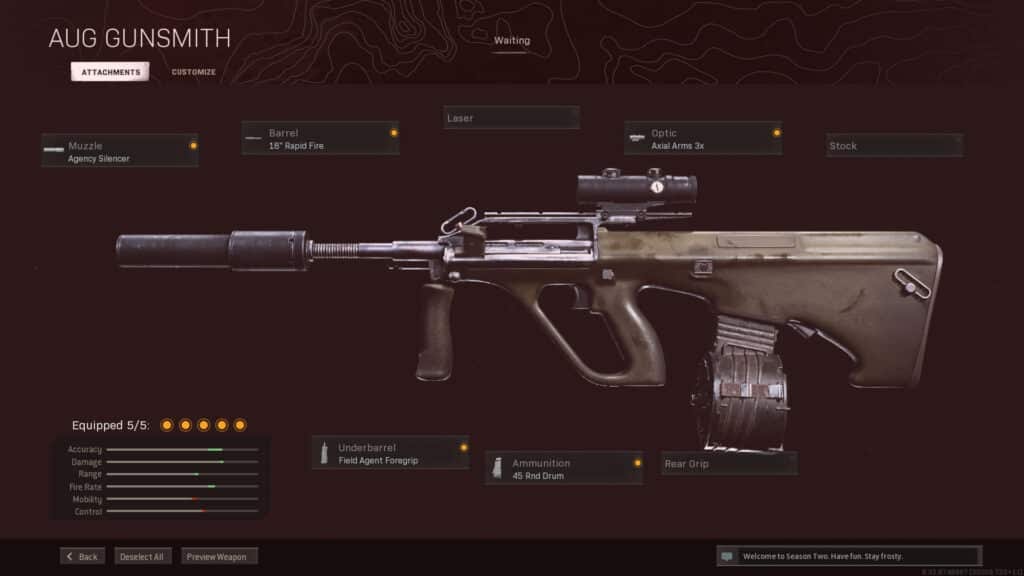 AUG GUNSMITH
Waiting
ATTACHMENTS
CUSTOMIZE
Laser
Barrel
18" Rapid Fire
Optic
Axial Arms 3x
Muzzle
Agency Silencer
Stock
Equipped 5/5:
Accuracy
Damage
Range
Fire Rate
Mobility
Control
Underbarrel
Field Agent Foregrip
Ammunition
45 Rnd Drum
Rear Grip
Back
Deselect All
Preview Weapon
Welcome to Season Two. Have fun. Stay frosty.